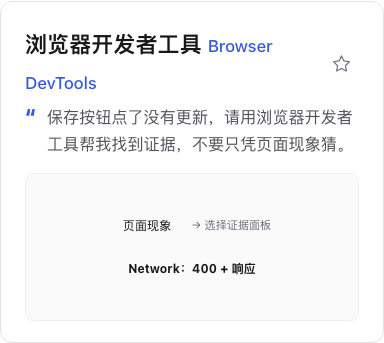 浏览器开发者工具 Browser
DevTools
“ 保存按钮点了没有更新，请用浏览器开发者
工具帮我找到证据，不要只凭页面现象猜。
页面现象 → 选择证据面板
Network：400 + 响应